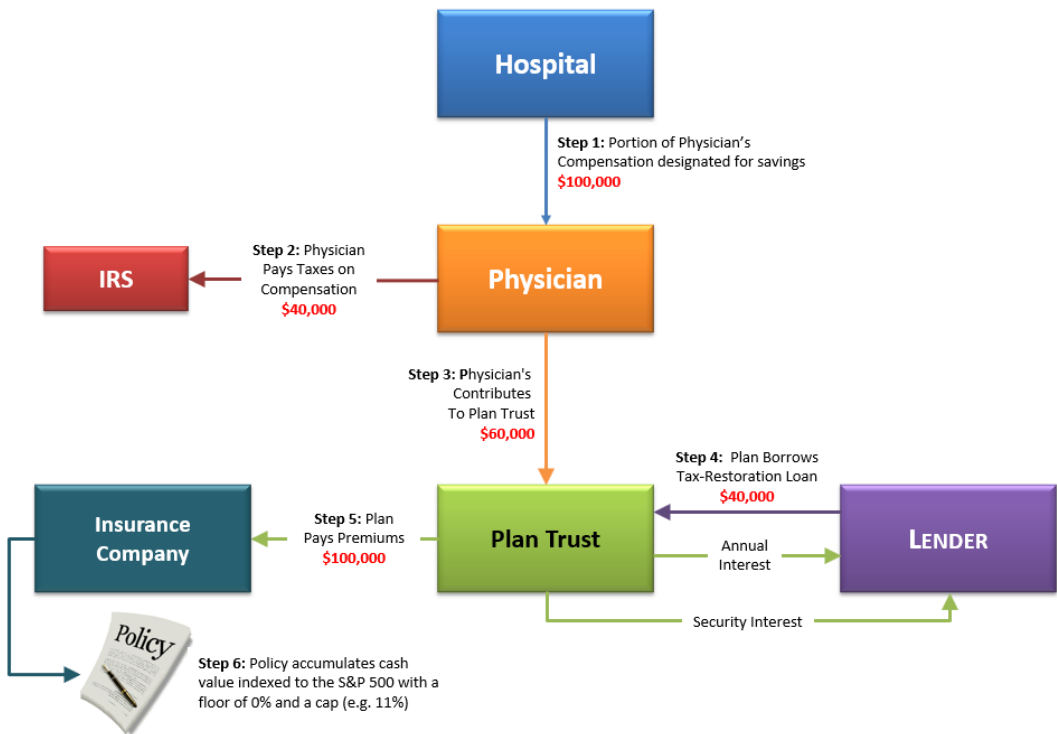 Hospital
Step 1: Portion of Physician's
Compensation designated for savings
$100,000
IRS
Step 2: Physician
Pays Taxes on
Compensation
$40,000
Physician
Step 3: Physician's
Contributes
To Plan Trust
$60,000
Step 4: Plan Borrows
Tax-Restoration Loan
$40,000
Insurance
Company
Step 5: Plan
Pays Premiums
$100,000
Plan Trust
Annual
Interest
LENDER
Security Interest
Policy
Step 6: Policy accumulates cash
value indexed to the S&P 500 with a
floor of 0% and a cap (e.g. 11%)